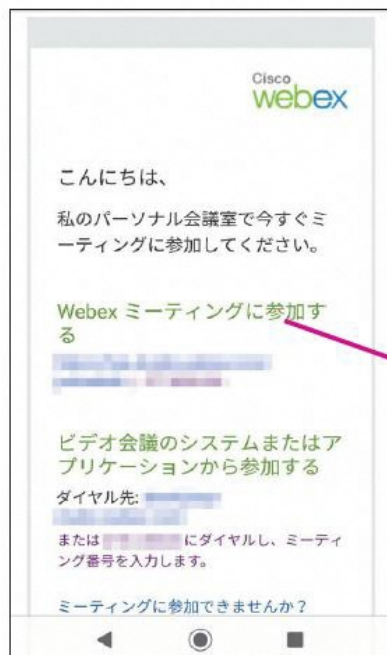 Cisco
webex
こんにちは、
私のパーソナル会議室で今すぐミ
ーティングに参加してください。
Webex ミーティングに参加す
る
ビデオ会議のシステムまたはア
プリケーションから参加する
ダイヤル先:
または にダイヤルし、ミーティ
ング番号を入力します。
ミーティングに参加できませんか？